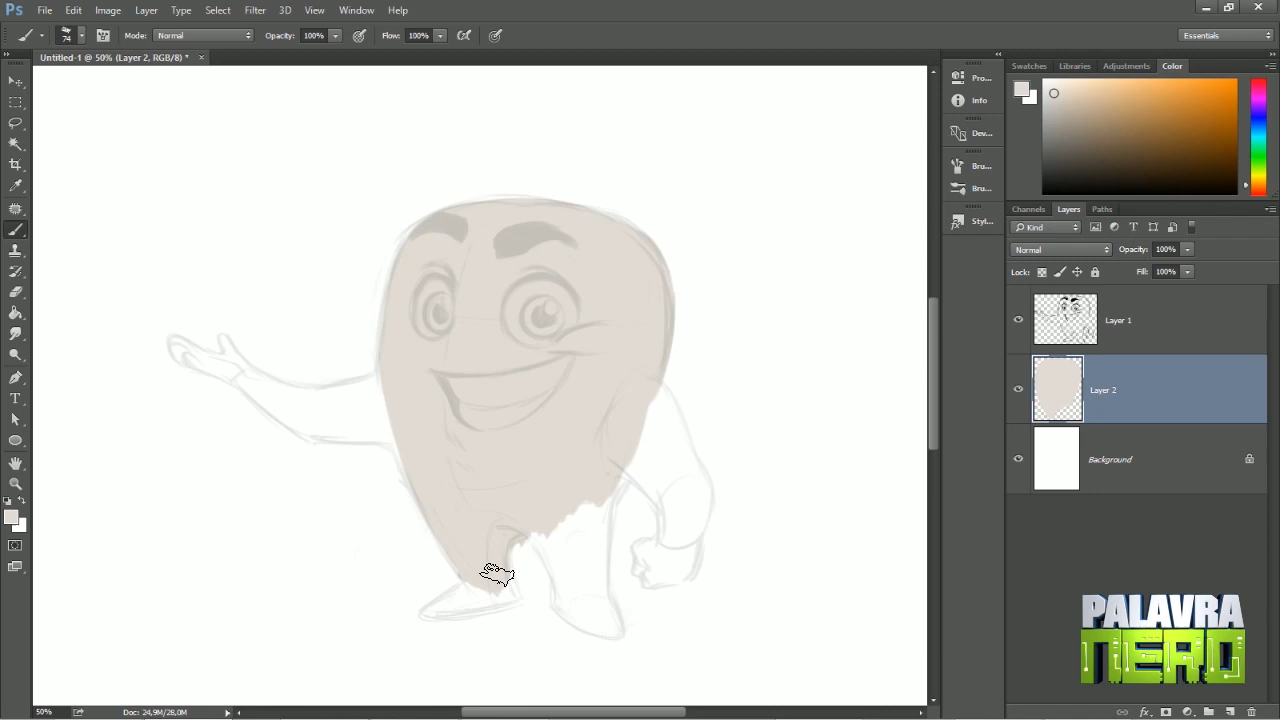 Ps File Edit Image Layer Type Select Filter 3D View Window Help
74 Mode: Normal Opacity: 100% Flow: 100% Essentials
Untitled-1 @ 50% (Layer 2, RGB/8) * ×
Swatches Libraries Adjustments Color
Pro...
Info
Dev...
Bru...
Bru...
Styl...
Channels Layers Paths
Kind
Normal Opacity: 100%
Lock: Fill: 100%
Layer 1
Layer 2
Background
PALAVRA
NERD
50% Doc: 24,9M/28,0M